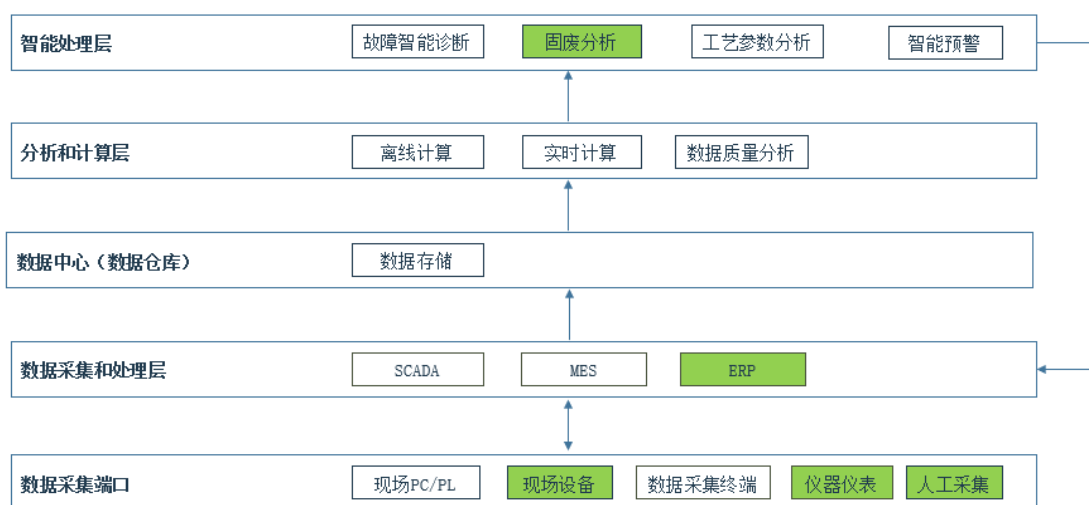 智能处理层 故障智能诊断 固废分析 工艺参数分析 智能预警
分析和计算层 离线计算 实时计算 数据质量分析
数据中心（数据仓库） 数据存储
数据采集和处理层 SCADA MES ERP
数据采集端口 现场PC/PL 现场设备 数据采集终端 仪器仪表 人工采集